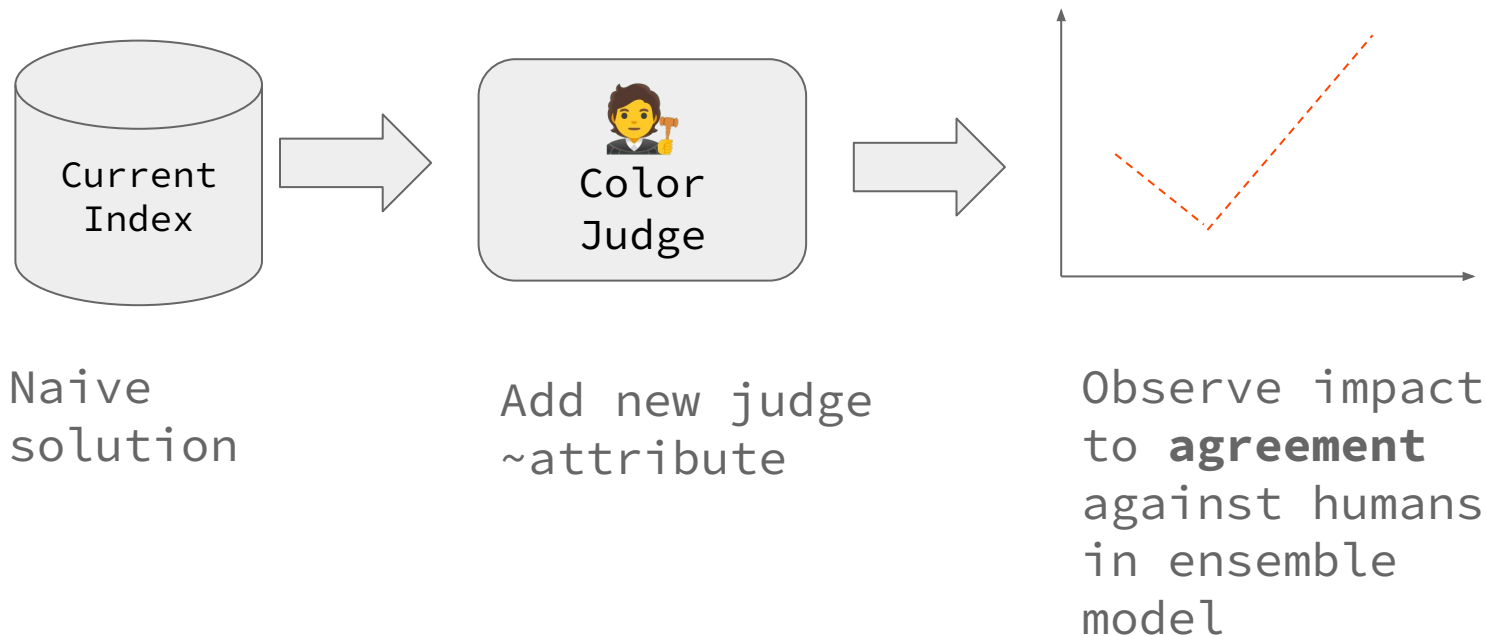 Current
Index
Color
Judge
Naive
solution
Add new judge
~attribute
Observe impact
to agreement
against humans
in ensemble
model